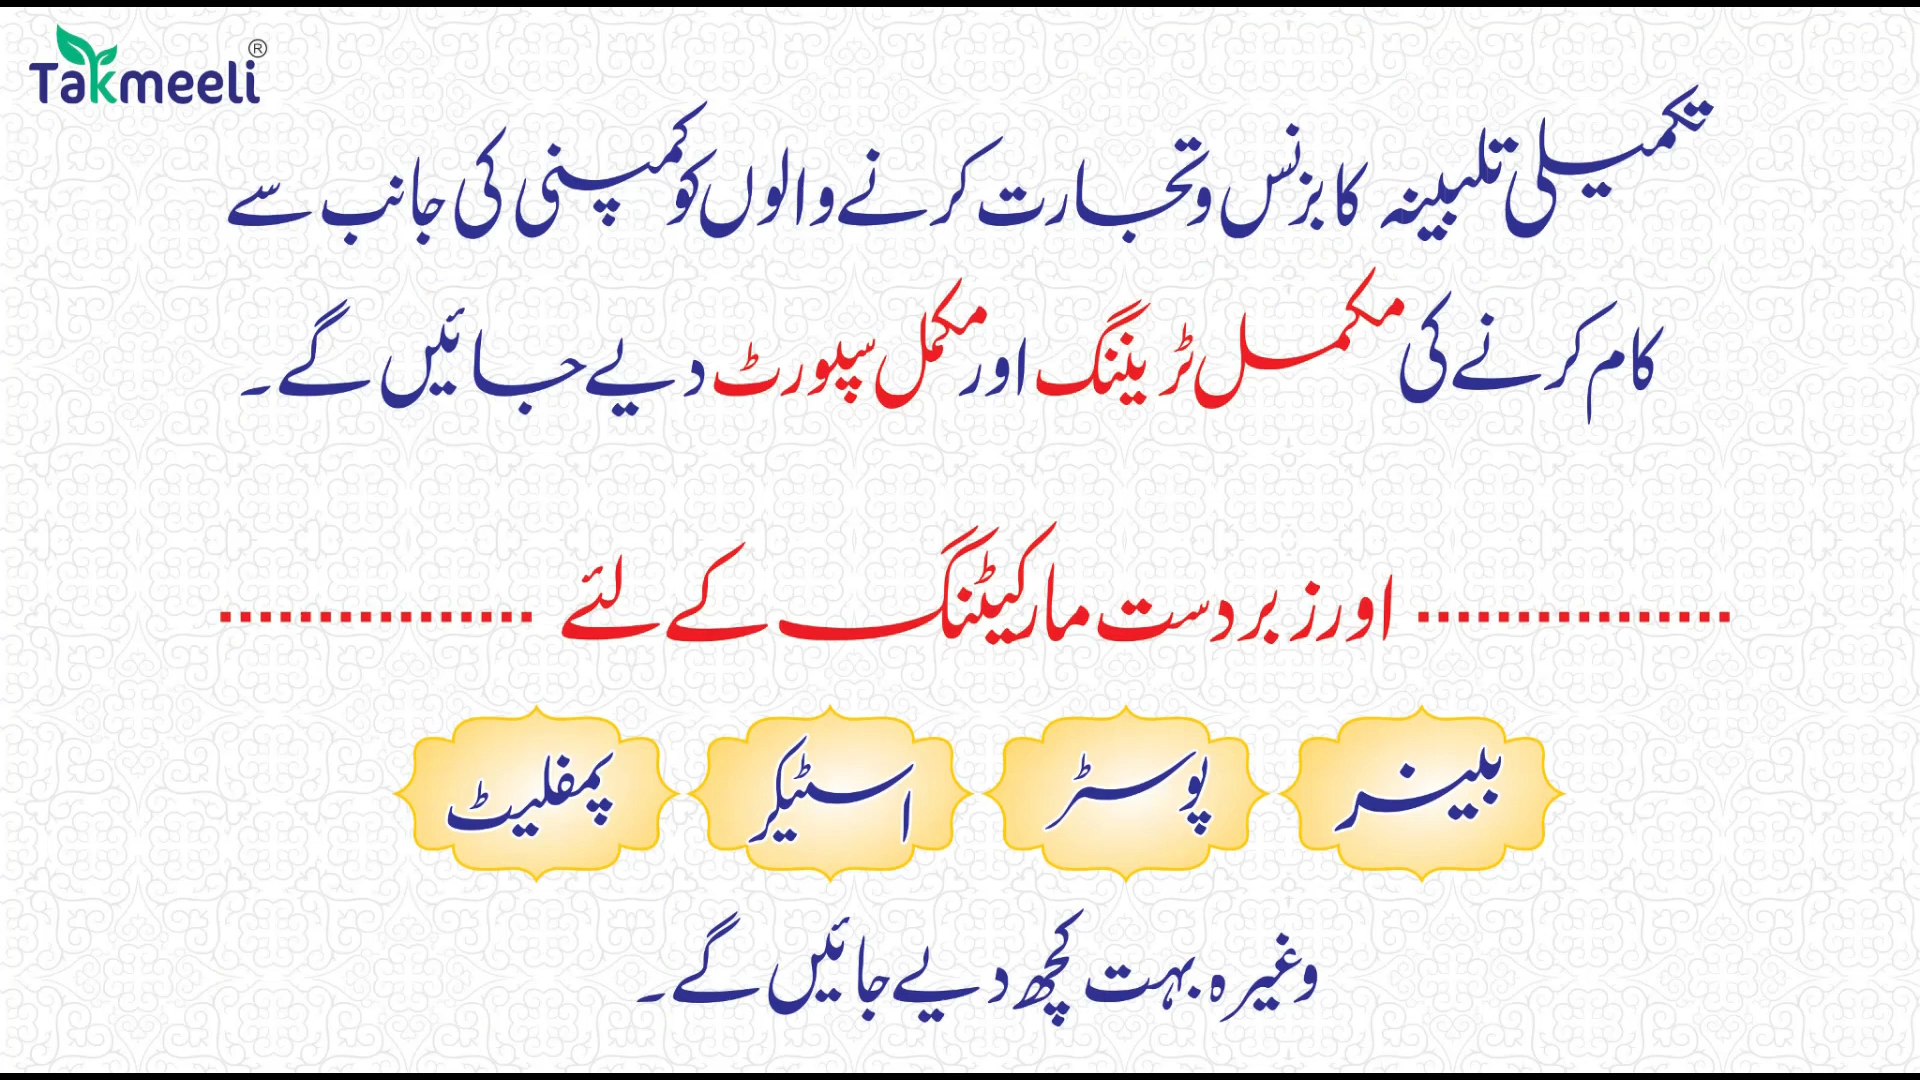 Takmeeli®
تکمیلی تلبینہ کا بزنس و تجارت کرنے والوں کو کمپنی کی جانب سے
کام کرنے کی مکمل ٹریننگ اور مکمل سپورٹ دیے جائیں گے۔
................ اور زبردست مارکیٹنگ کے لئے ................
بینر پوسٹر اسٹیکر پمفلیٹ
وغیرہ بہت کچھ دیے جائیں گے۔